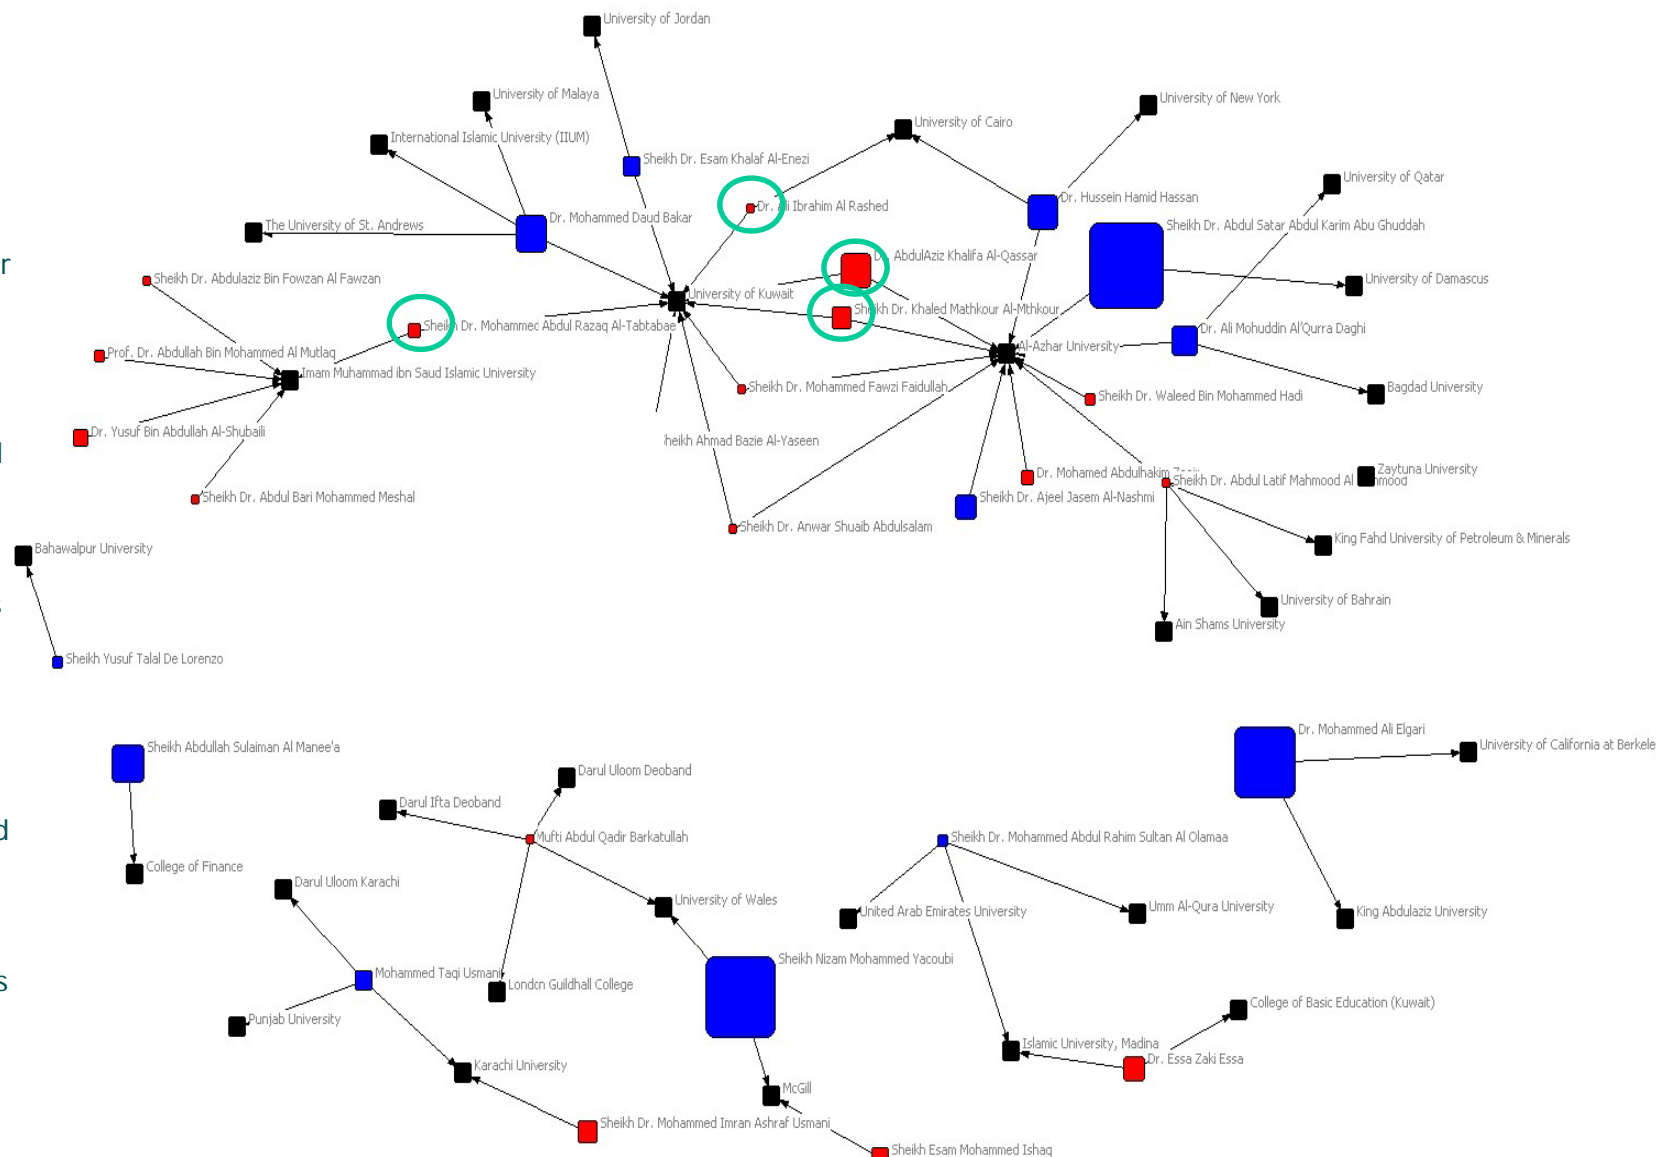 University of Jordan
University of Malaya
University of New York
University of Cairo
International Islamic University (IIUM)
Sheikh Dr. Esam Khalaf Al-Enezi
University of Qatar
Dr. Hussein Hamid Hassan
Dr. Ali Ibrahim Al Rashed
Dr. Mohammed Daud Bakar
The University of St. Andrews
Sheikh Dr. Abdul Satar Abdul Karim Abu Ghuddah
Dr. AbdulAziz Khalifa Al-Qassar
Sheikh Dr. Abdulaziz Bin Fowzan Al Fawzan
University of Damascus
University of Kuwait
Sheikh Dr. Khaled Mathkour Al-Mthkour
Sheikh Dr. Mohammed Abdul Razaq Al-Tabtabae
Dr. Ali Mohuddin Al'Qurra Daghi
Al-Azhar University
Prof. Dr. Abdullah Bin Mohammed Al Mutlaq
Imam Muhammad ibn Saud Islamic University
Sheikh Dr. Mohammed Fawzi Faidullah
Bagdad University
Sheikh Dr. Waleed Bin Mohammed Hadi
Dr. Yusuf Bin Abdullah Al-Shubaili
heikh Ahmad Bazie Al-Yaseen
Zaytuna University
Dr. Mohamed Abdulhakim
Sheikh Dr. Abdul Latif Mahmood Al
Sheikh Dr. Abdul Bari Mohammed Meshal
Sheikh Dr. Ajeel Jasem Al-Nashmi
Sheikh Dr. Anwar Shuaib Abdulsalam
King Fahd University of Petroleum & Minerals
Bahawalpur University
University of Bahrain
Ain Shams University
Sheikh Yusuf Talal De Lorenzo
Dr. Mohammed Ali Elgari
Sheikh Abdullah Sulaiman Al Manee'a
University of California at Berkele
Darul Uloom Deoband
Darul Ifta Deoband
Mufti Abdul Qadir Barkatullah
Sheikh Dr. Mohammed Abdul Rahim Sultan Al Olamaa
College of Finance
Darul Uloom Karachi
University of Wales
United Arab Emirates University
Umm Al-Qura University
King Abdulaziz University
Sheikh Nizam Mohammed Yacoubi
Mohammed Taqi Usmani
London Guildhall College
College of Basic Education (Kuwait)
Punjab University
Islamic University, Madina
Dr. Essa Zaki Essa
Karachi University
McGill
Sheikh Dr. Mohammed Imran Ashraf Usmani
Sheikh Esam Mohammed Ishaq